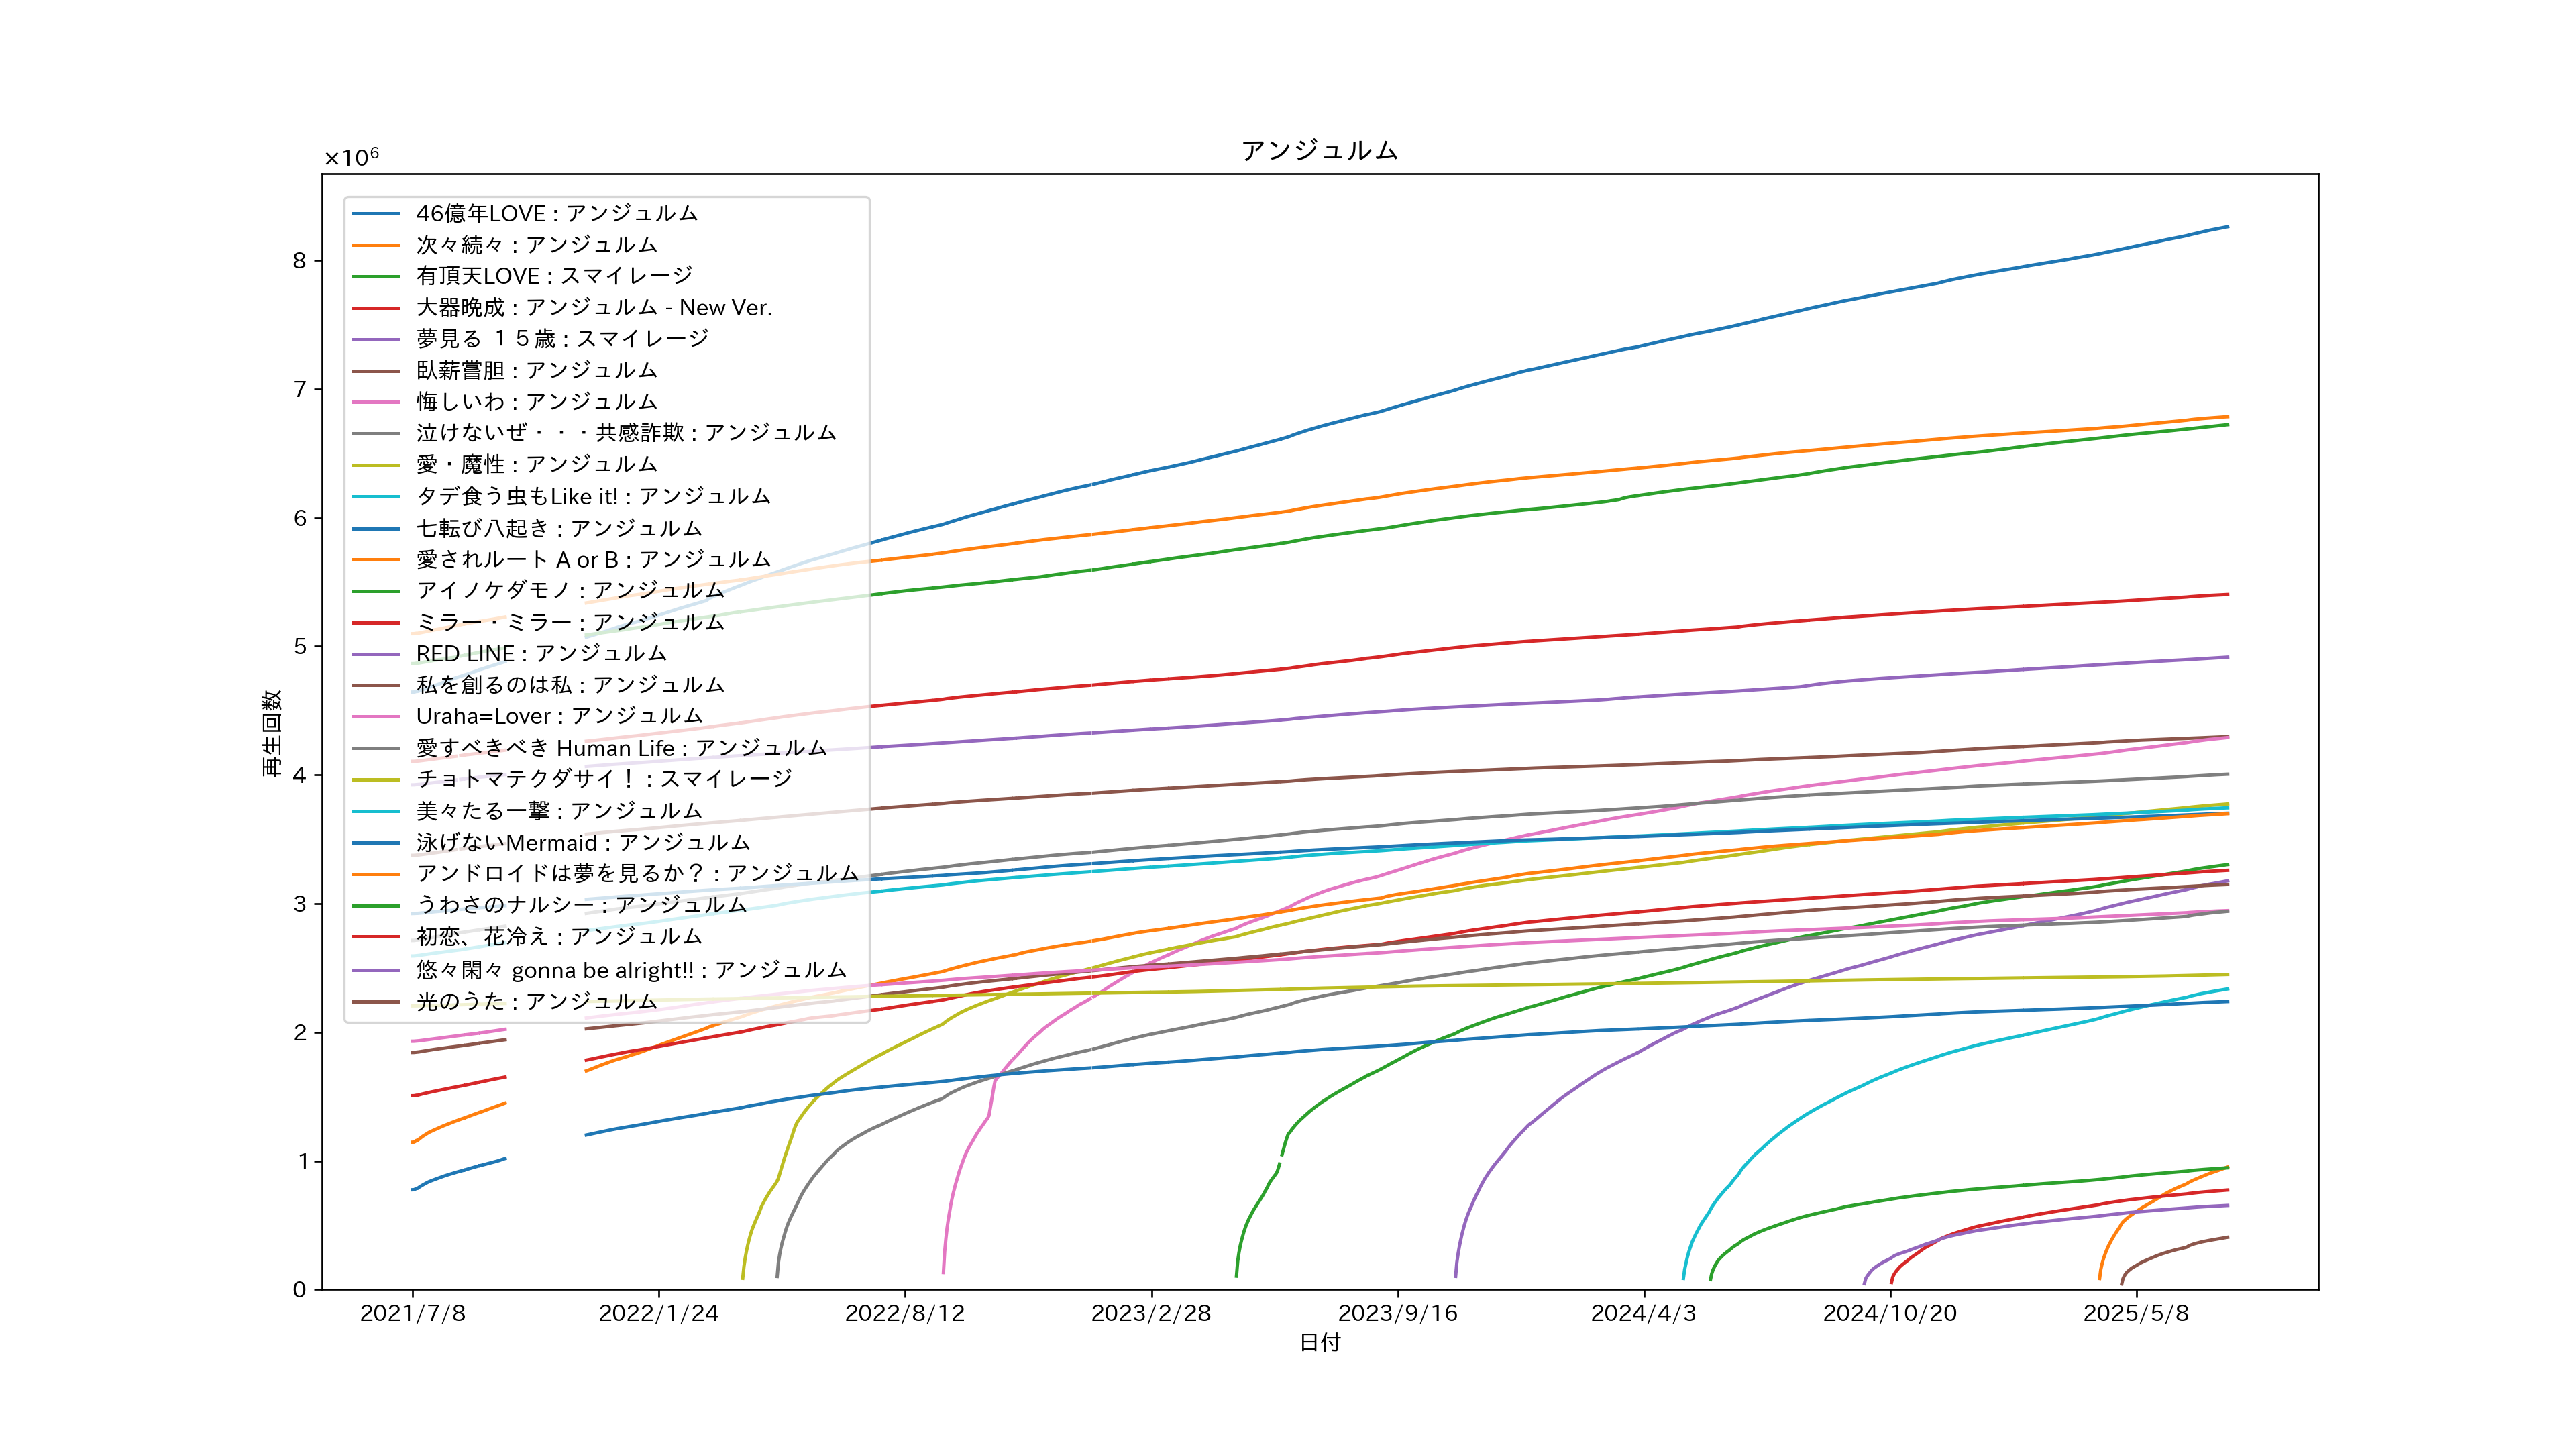 アンジュルム
×10⁶
46億年LOVE : アンジュルム
次々続々 : アンジュルム
有頂天LOVE : スマイレージ
大器晩成 : アンジュルム - New Ver.
夢見る １５歳 : スマイレージ
臥薪嘗胆 : アンジュルム
悔しいわ : アンジュルム
泣けないぜ・・・共感詐欺 : アンジュルム
愛・魔性 : アンジュルム
タデ食う虫もLike it! : アンジュルム
七転び八起き : アンジュルム
愛されルート A or B : アンジュルム
アイノケダモノ : アンジュルム
ミラー・ミラー : アンジュルム
RED LINE : アンジュルム
私を創るのは私 : アンジュルム
Uraha=Lover : アンジュルム
愛すべきべき Human Life : アンジュルム
チョトマテクダサイ！ : スマイレージ
美々たる一撃 : アンジュルム
泳げないMermaid : アンジュルム
アンドロイドは夢を見るか？ : アンジュルム
うわさのナルシー : アンジュルム
初恋、花冷え : アンジュルム
悠々閑々 gonna be alright!! : アンジュルム
光のうた : アンジュルム
再生回数
8
7
6
5
4
3
2
1
0
2021/7/8
2022/1/24
2022/8/12
2023/2/28
2023/9/16
2024/4/3
2024/10/20
2025/5/8
日付